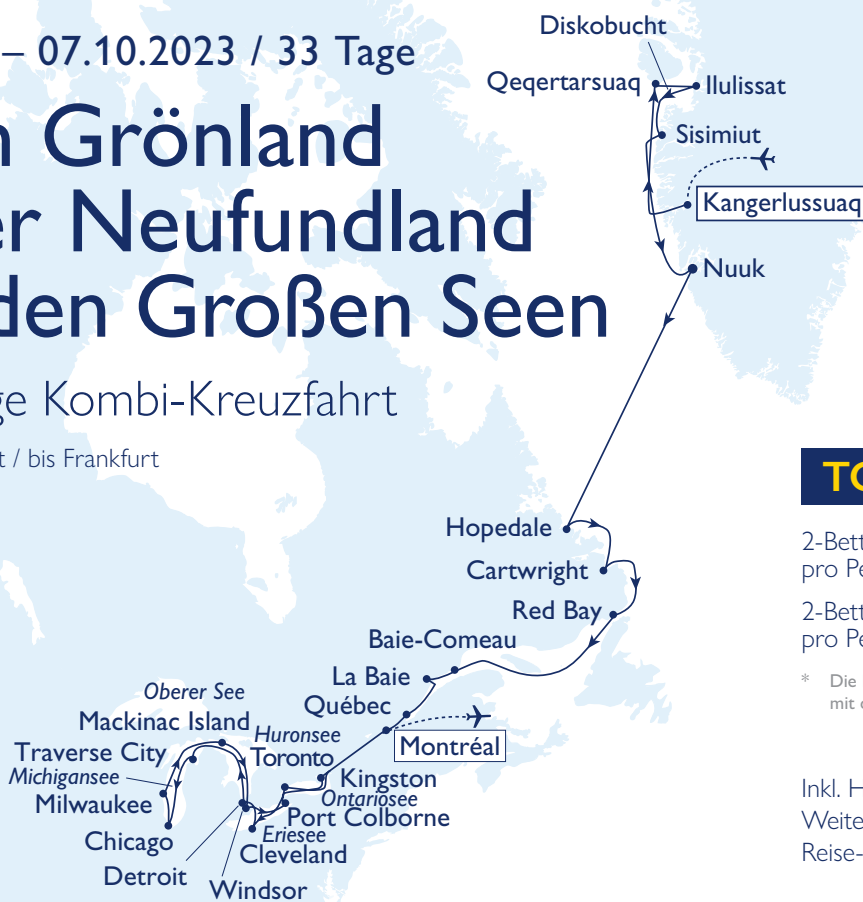 – 07.10.2023 / 33 Tage
Grönland
Neufundland
den Großen Seen
Kombi-Kreuzfahrt
/ bis Frankfurt
Diskobucht
Qeqertarsuaq
Ilulissat
Sisimiut
Kangerlussuaq
Nuuk
Hopedale
Cartwright
Red Bay
Baie-Comeau
La Baie
Québec
Montréal
Oberer See
Mackinac Island
Huronsee
Traverse City
Toronto
Michigansee
Kingston
Ontariosee
Milwaukee
Port Colborne
Chicago
Eriesee
Cleveland
Detroit
Windsor
2-Bett
pro Pe
2-Bett
pro Pe
* Die
mit
Inkl. H
Weite
Reise-